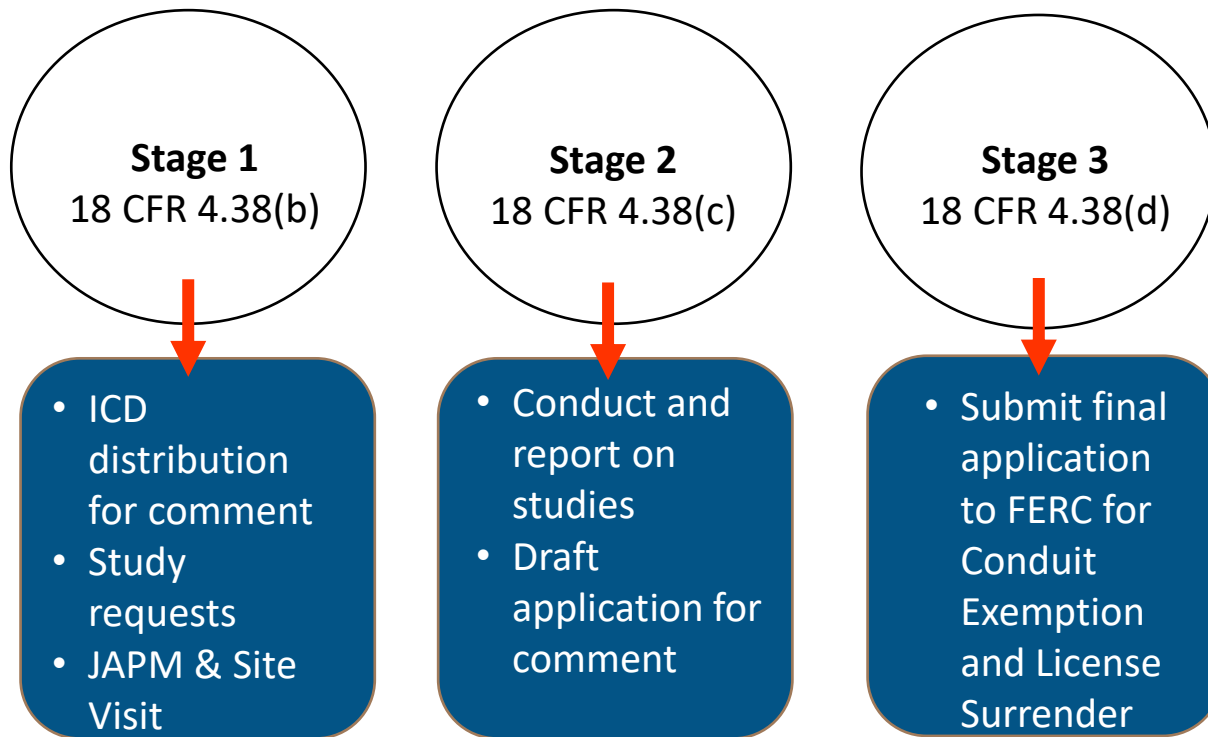 Stage 1
18 CFR 4.38(b)
• ICD
distribution
for comment
• Study
requests
• JAPM & Site
Visit
Stage 2
18 CFR 4.38(c)
• Conduct and
report on
studies
• Draft
application for
comment
Stage 3
18 CFR 4.38(d)
• Submit final
application
to FERC for
Conduit
Exemption
and License
Surrender